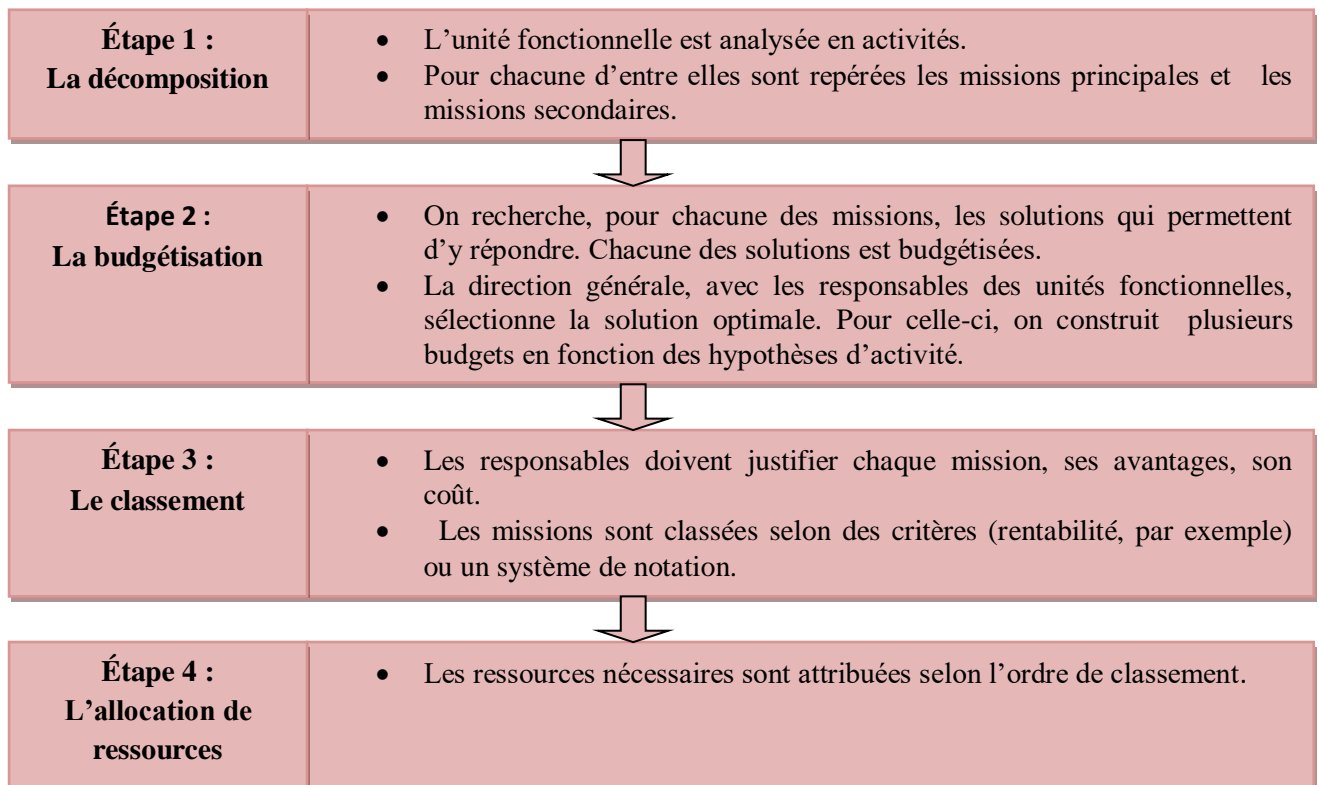 Étape 1 :
La décomposition
• L’unité fonctionnelle est analysée en activités.
• Pour chacune d’entre elles sont repérées les missions principales et les
missions secondaires.
Étape 2 :
La budgétisation
• On recherche, pour chacune des missions, les solutions qui permettent
d’y répondre. Chacune des solutions est budgétisées.
• La direction générale, avec les responsables des unités fonctionnelles,
sélectionne la solution optimale. Pour celle-ci, on construit plusieurs
budgets en fonction des hypothèses d’activité.
Étape 3 :
Le classement
• Les responsables doivent justifier chaque mission, ses avantages, son
coût.
• Les missions sont classées selon des critères (rentabilité, par exemple)
ou un système de notation.
Étape 4 :
L’allocation de
ressources
• Les ressources nécessaires sont attribuées selon l’ordre de classement.